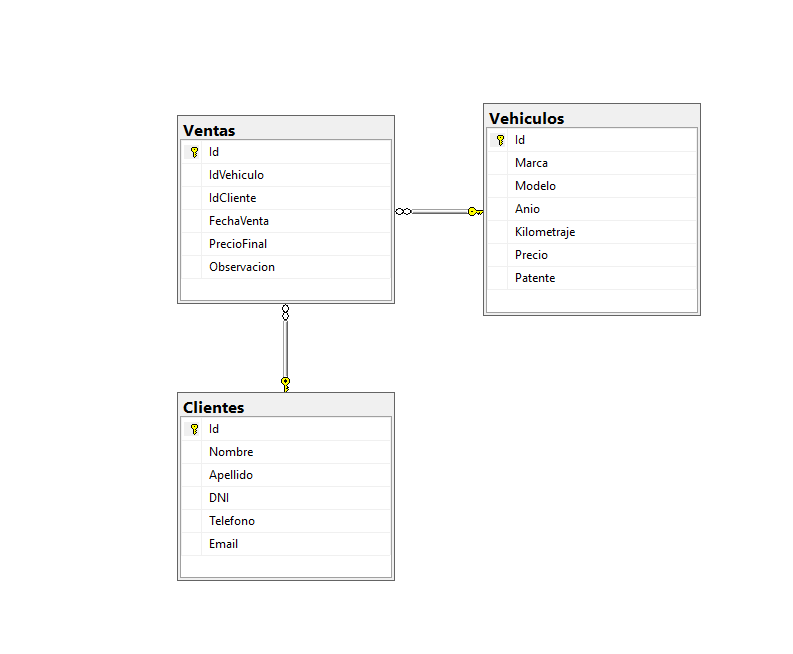 Ventas
Id
IdVehiculo
IdCliente
FechaVenta
PrecioFinal
Observacion
Vehiculos
Id
Marca
Modelo
Anio
Kilometraje
Precio
Patente
Clientes
Id
Nombre
Apellido
DNI
Telefono
Email